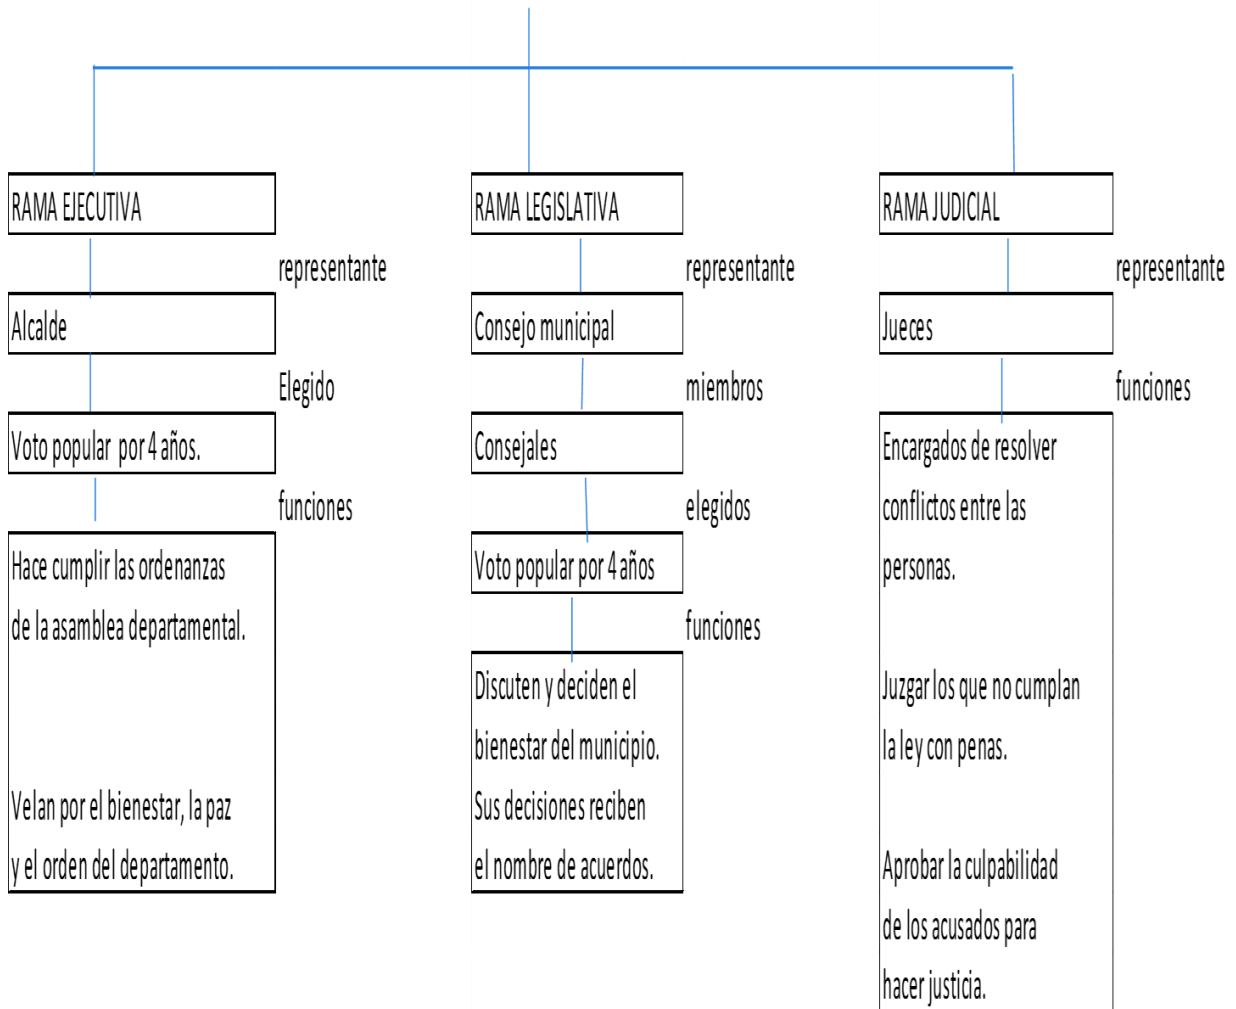 RAMA EJECUTIVA
representante
Alcalde
Elegido
Voto popular por 4 años.
funciones
Hace cumplir las ordenanzas
de la asamblea departamental.
Velan por el bienestar, la paz
y el orden del departamento.
RAMA LEGISLATIVA
representante
Consejo municipal
miembros
Consejales
elegidos
Voto popular por 4 años
funciones
Discuten y deciden el
bienestar del municipio.
Sus decisiones reciben
el nombre de acuerdos.
RAMA JUDICIAL
representante
Jueces
funciones
Encargados de resolver
conflictos entre las
personas.
Juzgar los que no cumplan
la ley con penas.
Aprobar la culpabilidad
de los acusados para
hacer justicia.